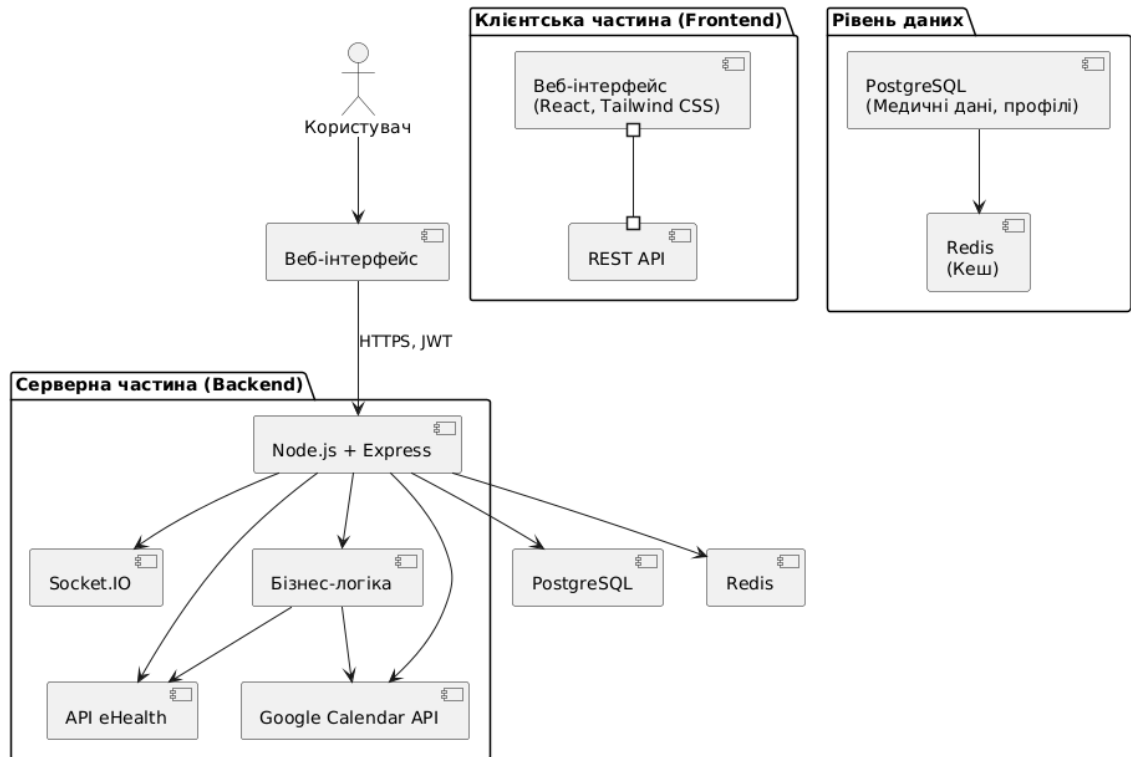 Клієнтська частина (Frontend)
Рівень даних
Веб-інтерфейс
(React, Tailwind CSS)
PostgreSQL
(Медичні дані, профілі)
Користувач
Веб-інтерфейс
REST API
Redis
(Кеш)
HTTPS, JWT
Серверна частина (Backend)
Node.js + Express
Socket.IO
Бізнес-логіка
PostgreSQL
Redis
API eHealth
Google Calendar API